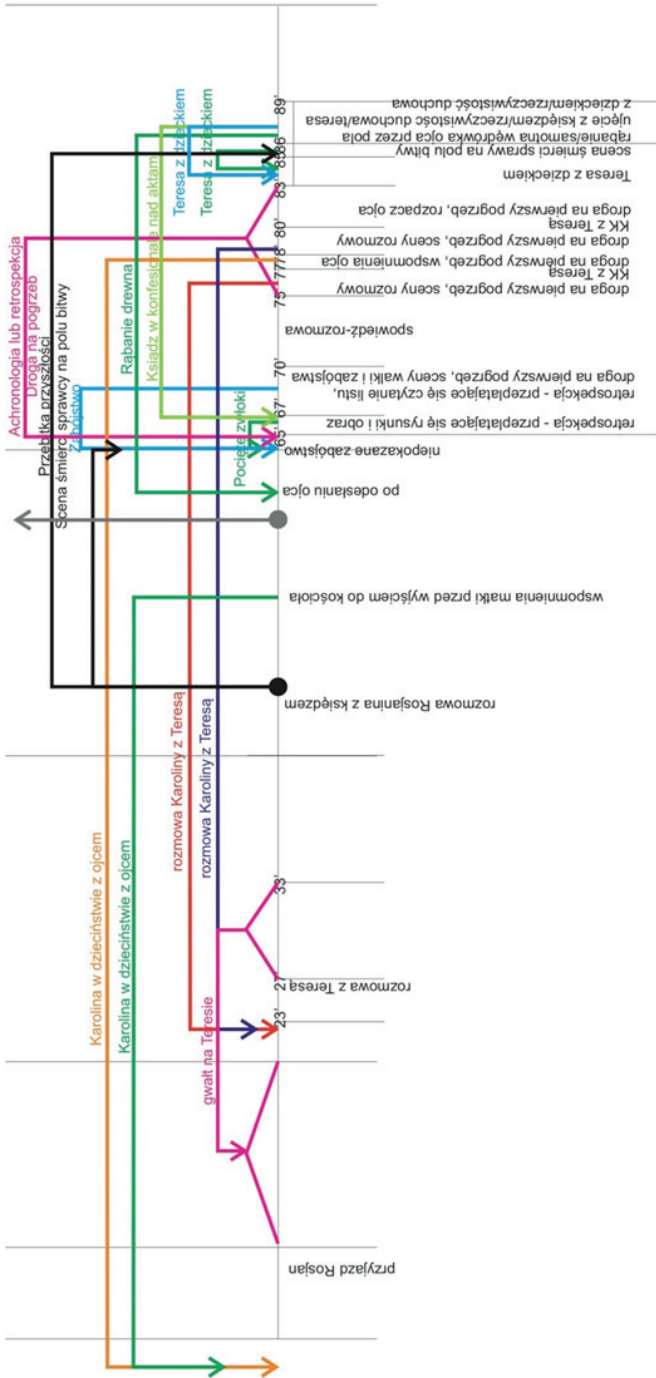 Achronologia lub retrospekcja
Droga na pogrzeb
Przebitka przyszłości
Scena śmierci sprawcy na polu bitwy
Zabójstwo
Karolina w dzieciństwie z ojcem
Karolina w dzieciństwie z ojcem
rozmowa Karoliny z Teresą
rozmowa Karoliny z Teresą
gwałt na Teresie
Rąbanie drewna
Ksiądz w konfesjonale nad aktami
Teresa z dzieckiem
Teresa z dzieckiem
Pocięte zwłoki
23'
27'
33'
65'
67'
70'
75'
77'
78'
80'
83'
85'
86'
89'
przyjazd Rosjan
rozmowa z Teresa
rozmowa Rosjanina z księdzem
wspomnienia matki przed wyjściem do kościoła
po odesłaniu ojca
niepokazane zabójstwo
retrospekcja - przeplatające się rysunki i obraz
retrospekcja - przeplatające się czytanie listu,
droga na pierwszy pogrzeb, sceny walki i zabójstwa
spowiedź-rozmowa
droga na pierwszy pogrzeb, sceny rozmowy
KK z Teresą
droga na pierwszy pogrzeb, wspomnienia ojca
droga na pierwszy pogrzeb, sceny rozmowy
KK z Teresą
droga na pierwszy pogrzeb, rozpacz ojca
Teresa z dzieckiem
scena śmierci sprawy na polu bitwy
rąbanie/samotna wędrówka ojca przez pola
ujęcie z księdzem/rzeczywistość duchowa/teresa
z dzieckiem/rzeczywistość duchowa